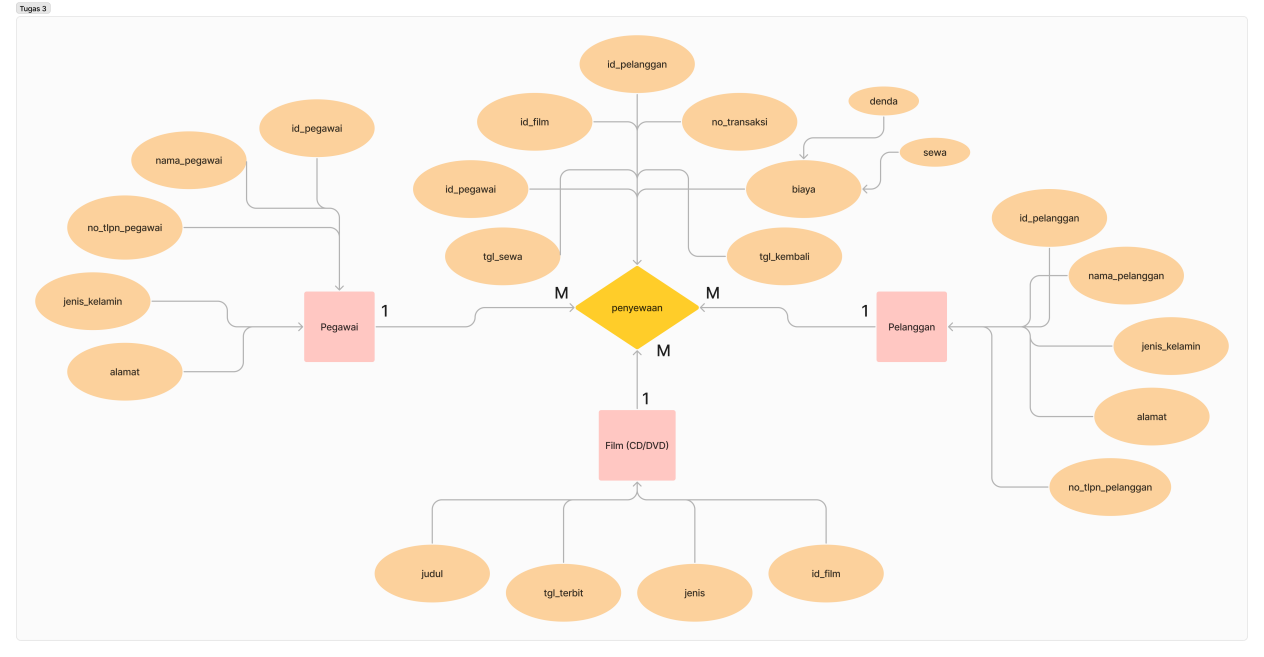 Tugas 3
id_pelanggan
denda
id_film
no_transaksi
id_pegawai
nama_pegawai
sewa
id_pegawai
biaya
id_pelanggan
no_tlpn_pegawai
tgl_sewa
tgl_kembali
nama_pelanggan
jenis_kelamin
M
M
1
penyewaan
1
Pegawai
Pelanggan
jenis_kelamin
M
alamat
1
alamat
Film (CD/DVD)
no_tlpn_pelanggan
judul
tgl_terbit
jenis
id_film